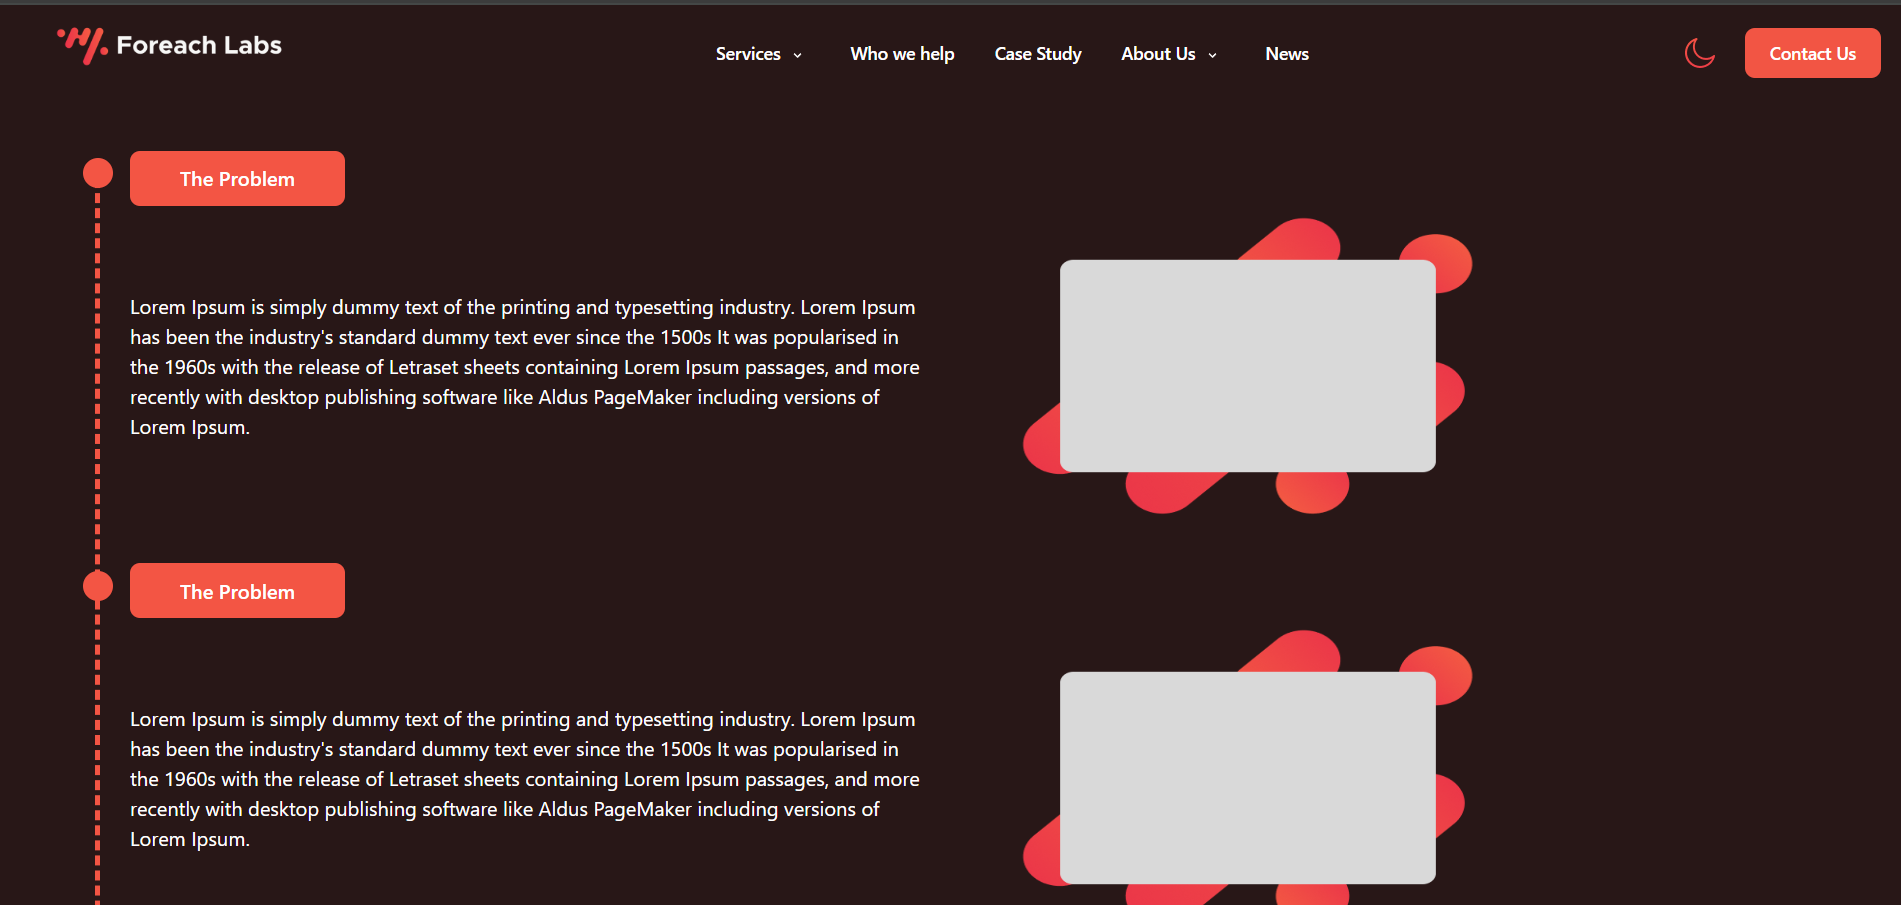 Foreach Labs
Services
Who we help
Case Study
About Us
News
Contact Us
The Problem
Lorem Ipsum is simply dummy text of the printing and typesetting industry. Lorem Ipsum
has been the industry's standard dummy text ever since the 1500s It was popularised in
the 1960s with the release of Letraset sheets containing Lorem Ipsum passages, and more
recently with desktop publishing software like Aldus PageMaker including versions of
Lorem Ipsum.
The Problem
Lorem Ipsum is simply dummy text of the printing and typesetting industry. Lorem Ipsum
has been the industry's standard dummy text ever since the 1500s It was popularised in
the 1960s with the release of Letraset sheets containing Lorem Ipsum passages, and more
recently with desktop publishing software like Aldus PageMaker including versions of
Lorem Ipsum.